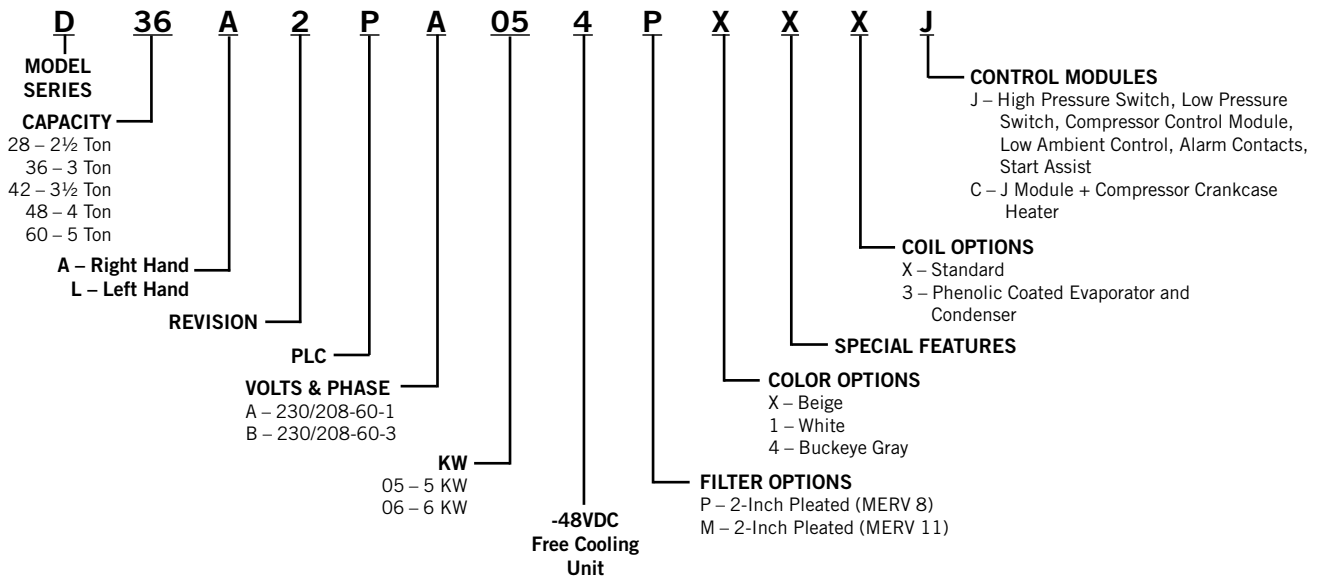 D 36 A 2 P A 05 4 P X X X J
MODEL
SERIES
CAPACITY
28 – 2½ Ton
36 – 3 Ton
42 – 3½ Ton
48 – 4 Ton
60 – 5 Ton
A – Right Hand
L – Left Hand
REVISION
PLC
VOLTS & PHASE
A – 230/208-60-1
B – 230/208-60-3
KW
05 – 5 KW
06 – 6 KW
-48VDC
Free Cooling
Unit
FILTER OPTIONS
P – 2-Inch Pleated (MERV 8)
M – 2-Inch Pleated (MERV 11)
COLOR OPTIONS
X – Beige
1 – White
4 – Buckeye Gray
SPECIAL FEATURES
COIL OPTIONS
X – Standard
3 – Phenolic Coated Evaporator and
Condenser
CONTROL MODULES
J – High Pressure Switch, Low Pressure
Switch, Compressor Control Module,
Low Ambient Control, Alarm Contacts,
Start Assist
C – J Module + Compressor Crankcase
Heater